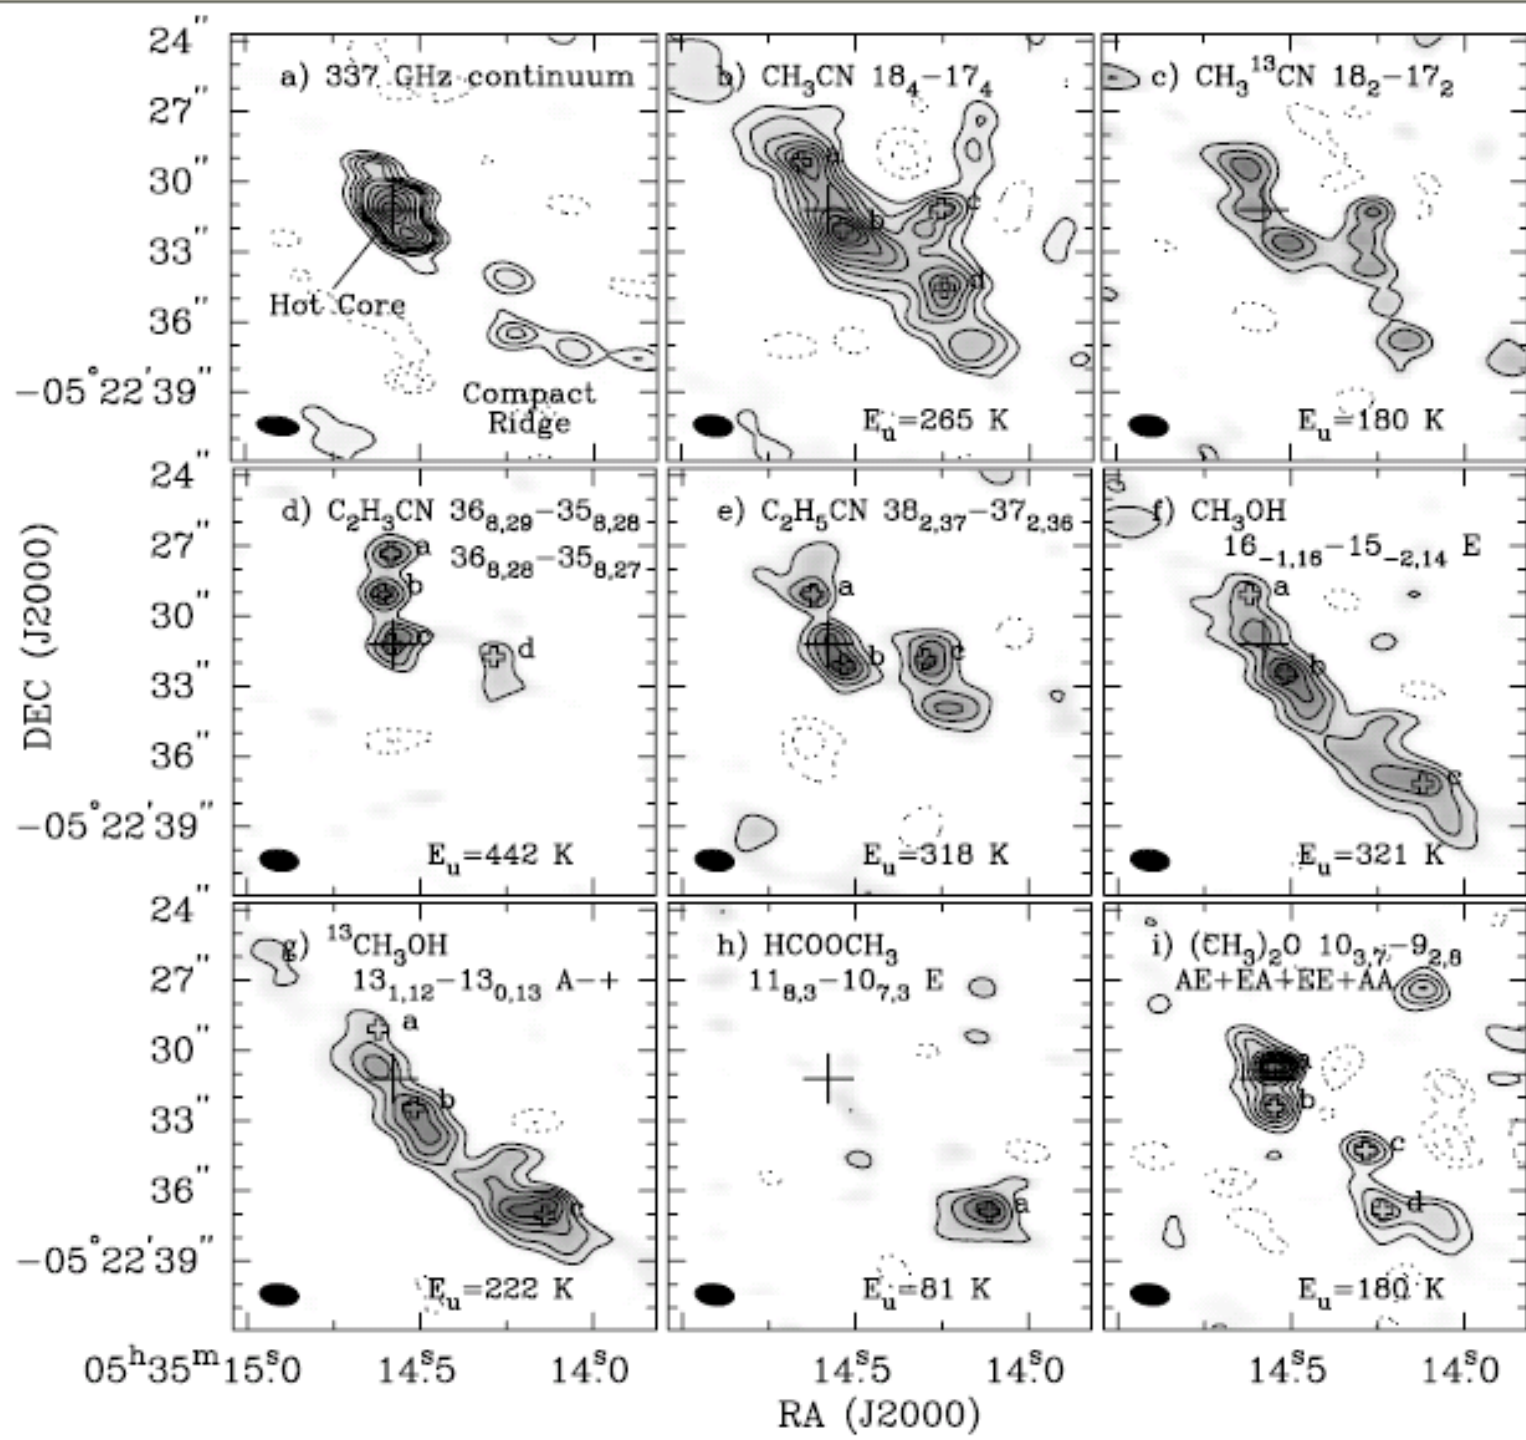 24"
27"
30"
33"
36"
−05°22′39"
a) 337 GHz continuum
Hot Core
Compact
Ridge
b) CH₃CN 18₄−17₄
a
b
c
d
Eᵤ=265 K
c) CH₃¹³CN 18₂−17₂
Eᵤ=180 K
DEC (J2000)
24"
27"
30"
33"
36"
−05°22′39"
d) C₂H₃CN 36₈,₂₉−35₈,₂₈
36₈,₂₈−35₈,₂₇
a
b
c
d
Eᵤ=442 K
e) C₂H₅CN 38₂,₃₇−37₂,₃₆
a
b
c
Eᵤ=318 K
f) CH₃OH
16₋₁,₁₆−15₋₂,₁₄ E
a
b
c
Eᵤ=321 K
24"
27"
30"
33"
36"
−05°22′39"
g) ¹³CH₃OH
13₁,₁₂−13₀,₁₃ A−+
a
b
c
Eᵤ=222 K
h) HCOOCH₃
11₈,₃−10₇,₃ E
a
Eᵤ=81 K
i) (CH₃)₂O 10₃,₇−9₂,₈
AE+EA+EE+AA
a
b
c
d
Eᵤ=180 K
05ʰ35ᵐ15ˢ.0 14ˢ.5 14ˢ.0 14ˢ.5 14ˢ.0 14ˢ.5 14ˢ.0
RA (J2000)